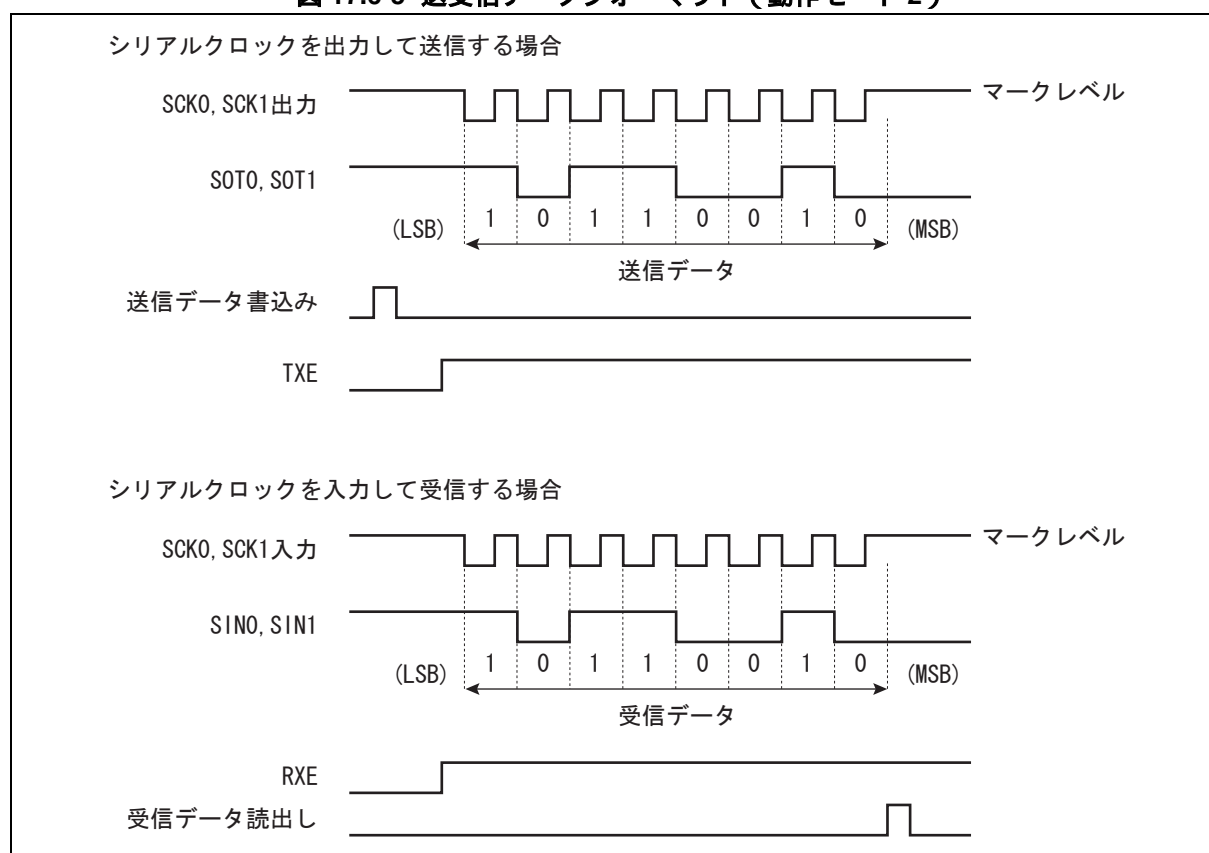 シリアルクロックを出力して送信する場合
SCK0, SCK1出力
マークレベル
SOT0, SOT1
(LSB) 1 0 1 1 0 0 1 0 (MSB)
送信データ
送信データ書込み
TXE
シリアルクロックを入力して受信する場合
SCK0, SCK1入力
マークレベル
SIN0, SIN1
(LSB) 1 0 1 1 0 0 1 0 (MSB)
受信データ
RXE
受信データ読出し